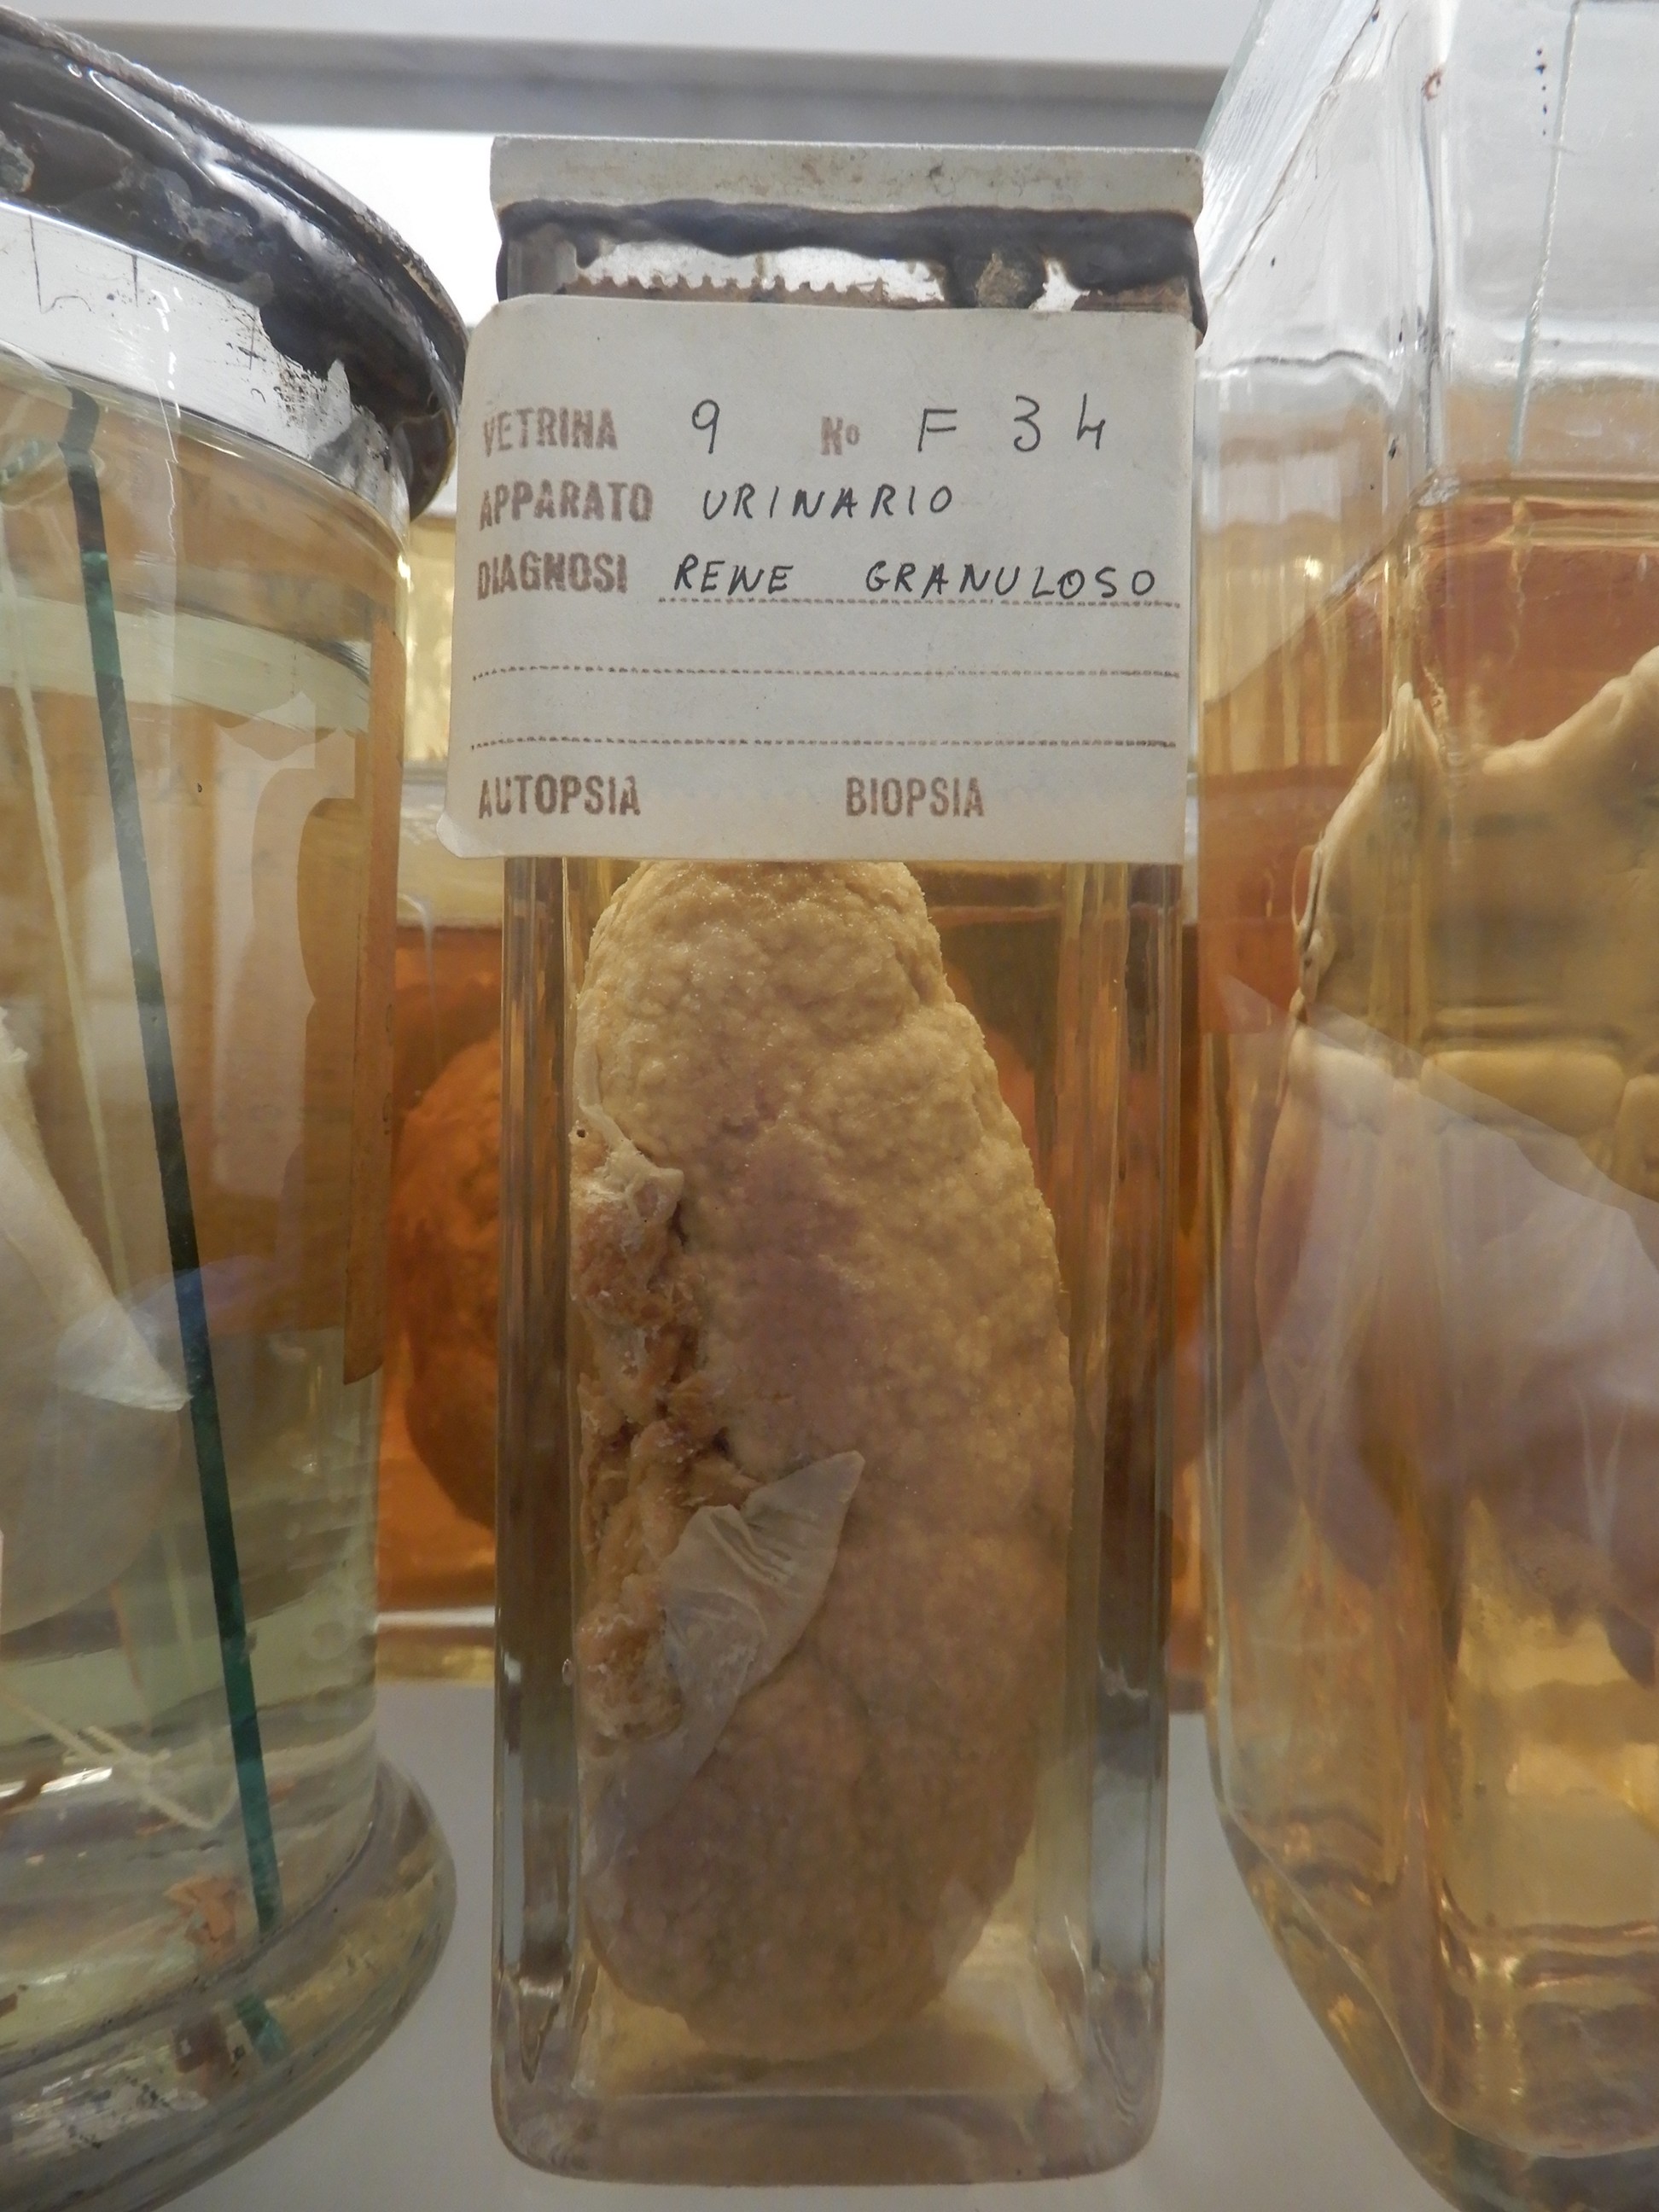 VETRINA 9 Nº F 34
APPARATO URINARIO
DIAGNOSI RENE GRANULOSO
AUTOPSIA BIOPSIA